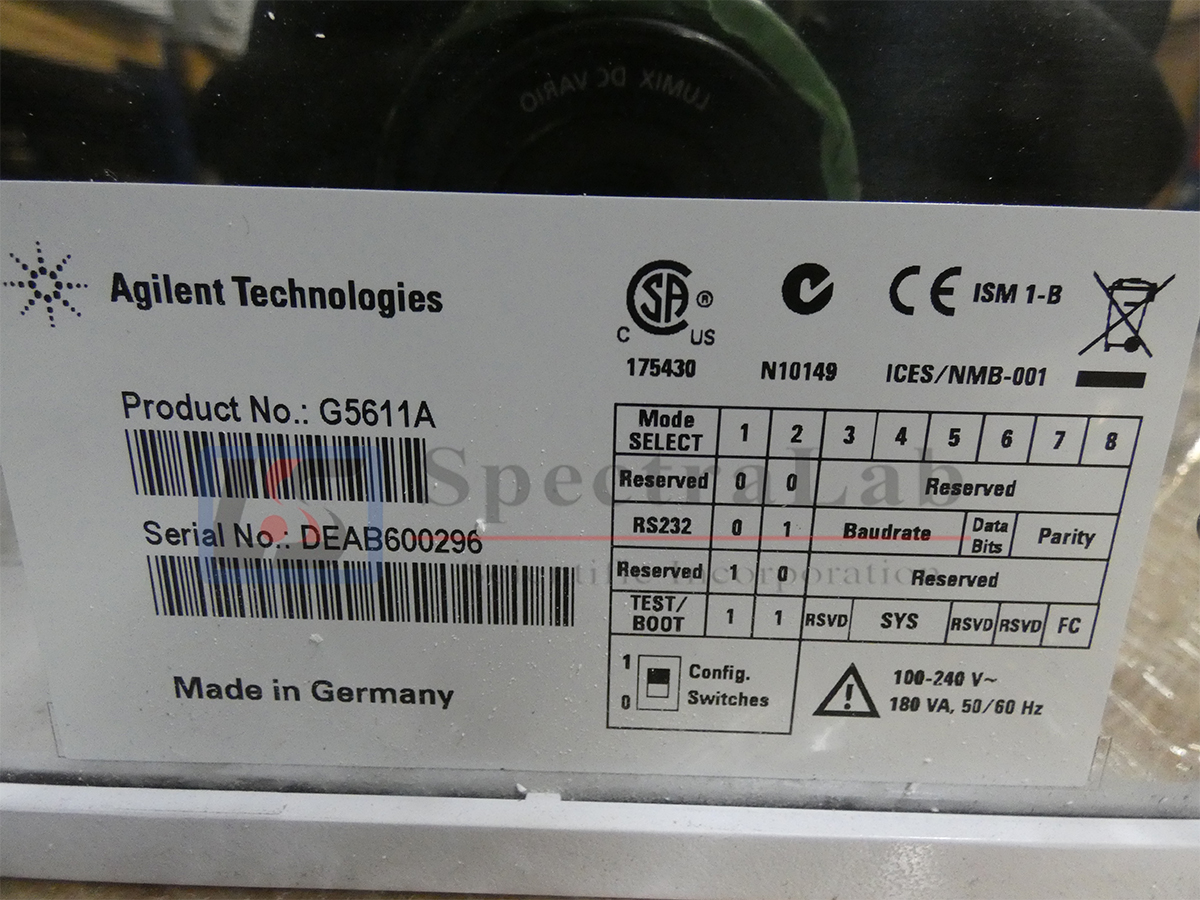 LUMIX DC VARIO
Agilent Technologies
Product No.: G5611A
Serial No.: DEAB600296
Made in Germany
SA ®
C US
175430
N10149
CE ISM 1-B
ICES/NMB-001
Mode SELECT 1 2 3 4 5 6 7 8
Reserved 0 0 Reserved
RS232 0 1 Baudrate Data Bits Parity
Reserved 1 0 Reserved
TEST/BOOT 1 1 RSVD SYS RSVD RSVD FC
1
0
Config.
Switches
100-240 V~
180 VA, 50/60 Hz
SpectraLab
Scientific Incorporation